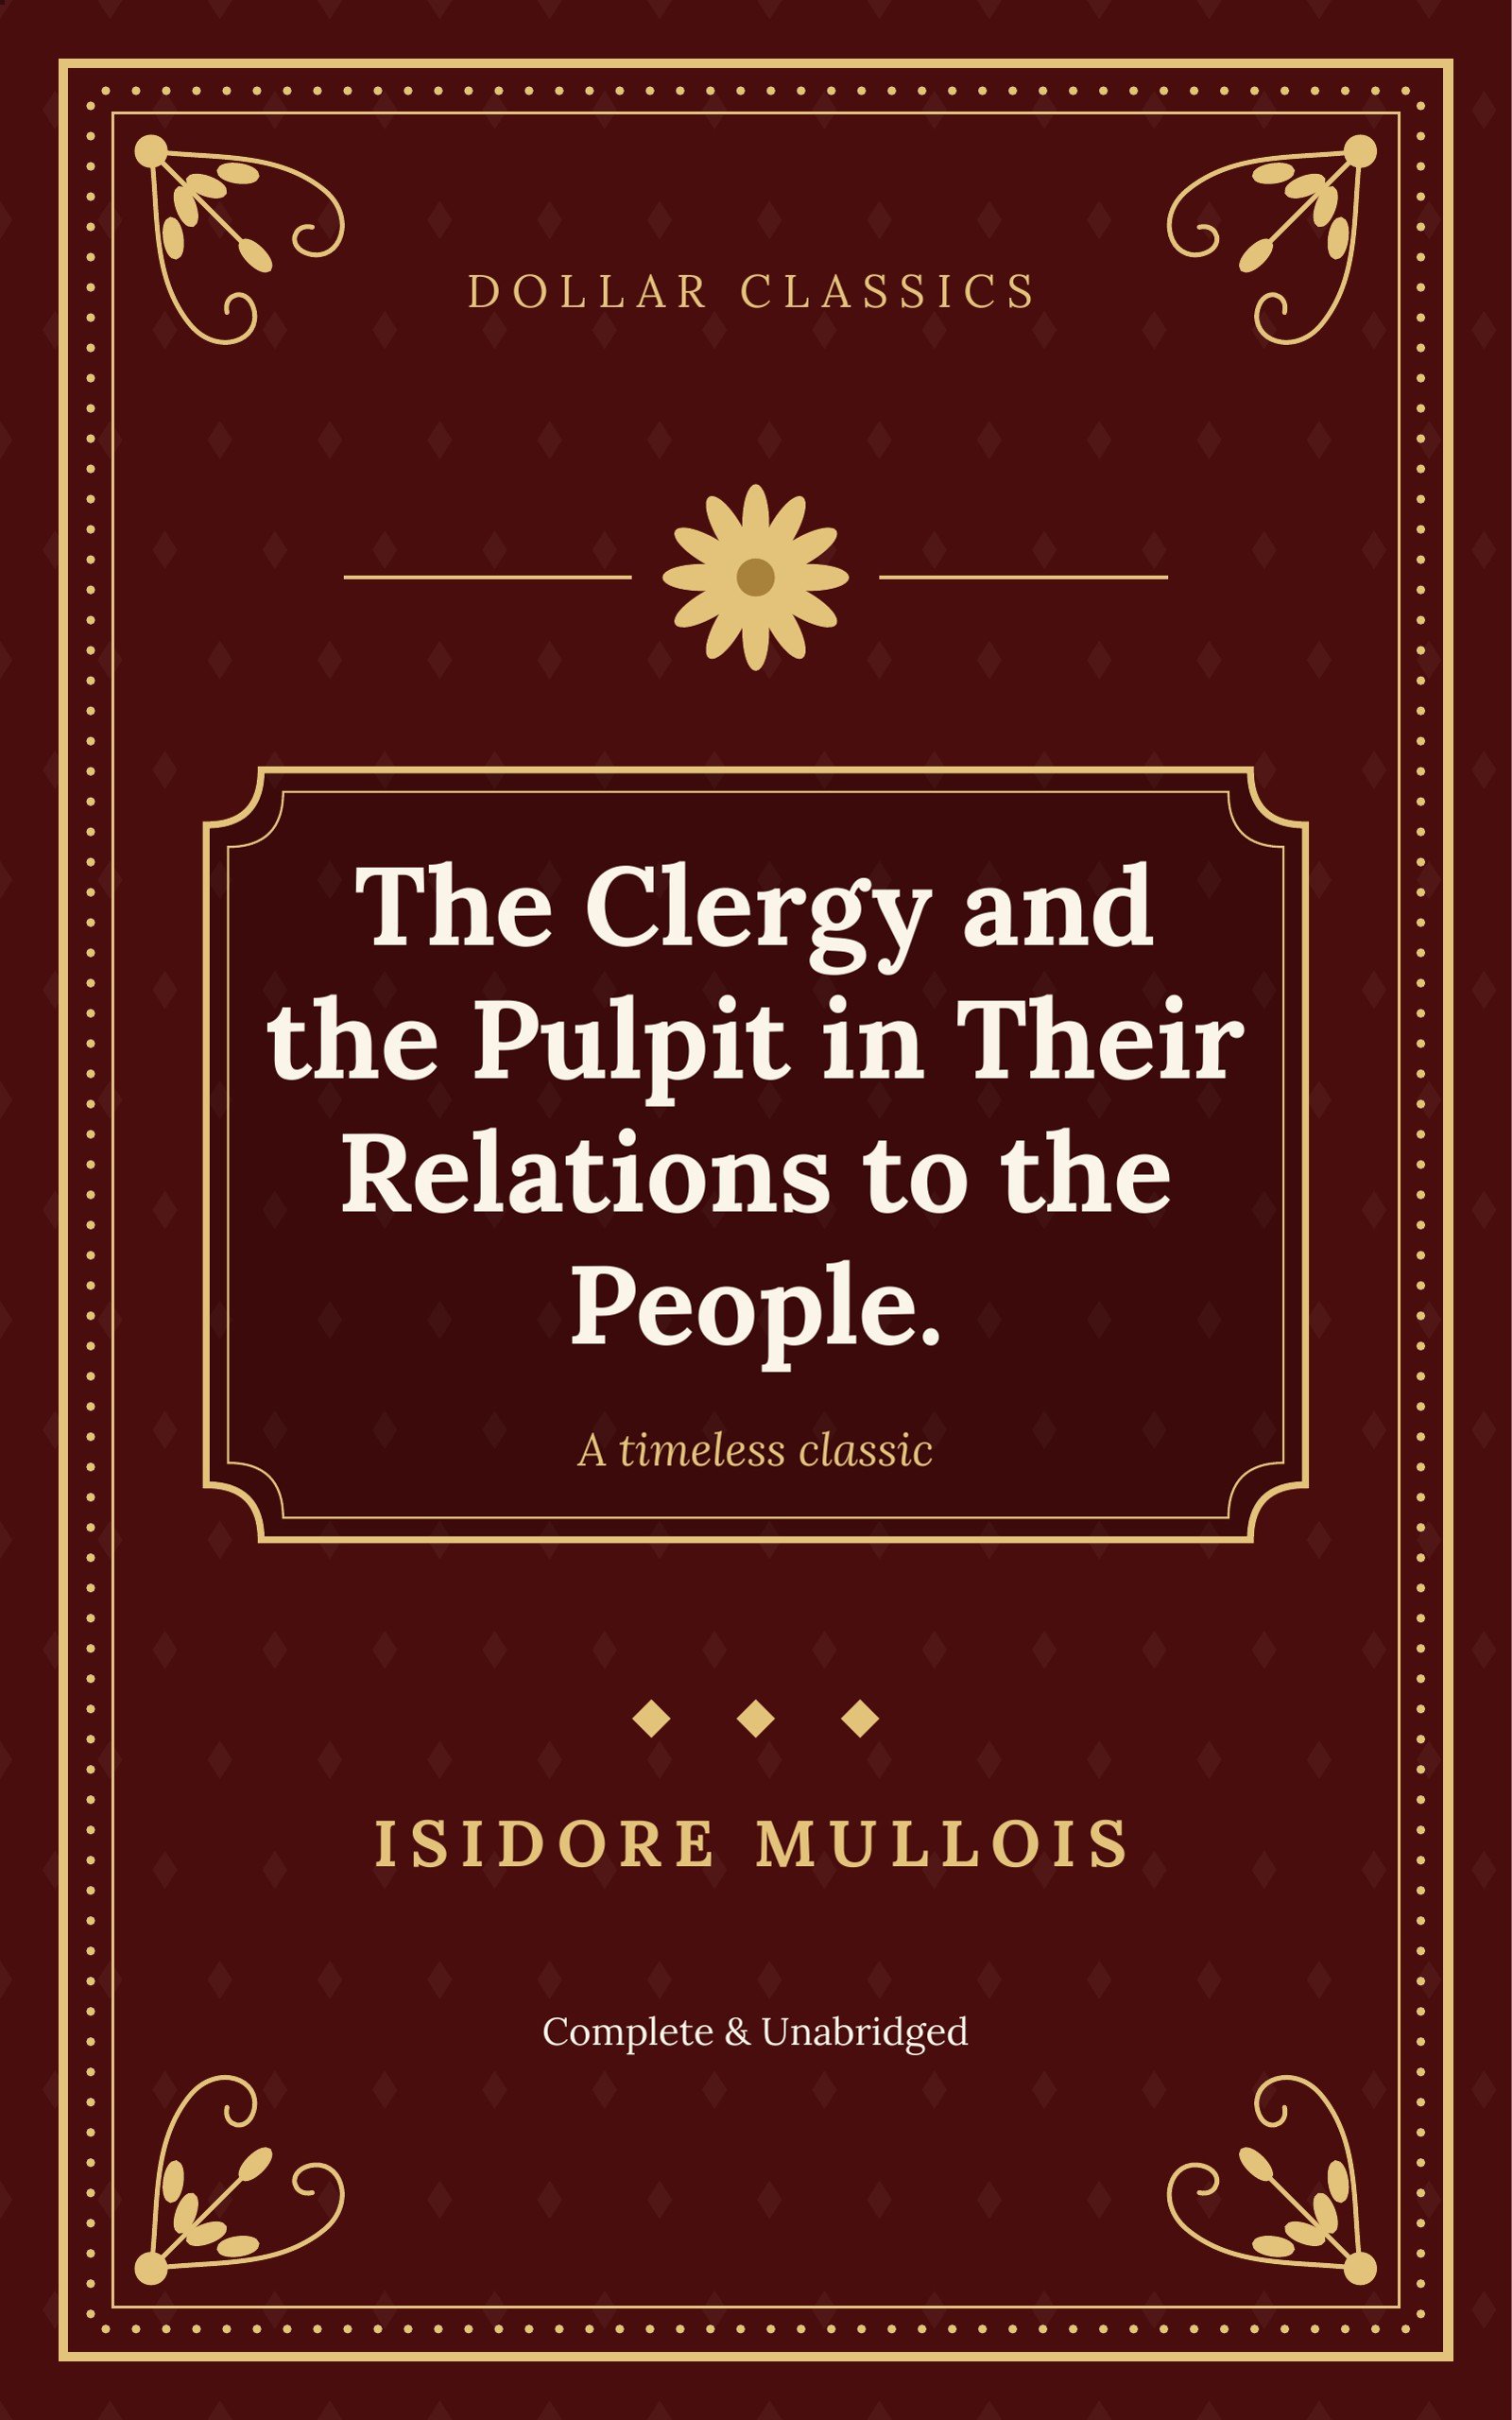 DOLLAR CLASSICS
The Clergy and
the Pulpit in Their
Relations to the
People.
A timeless classic
ISIDORE MULLOIS
Complete & Unabridged